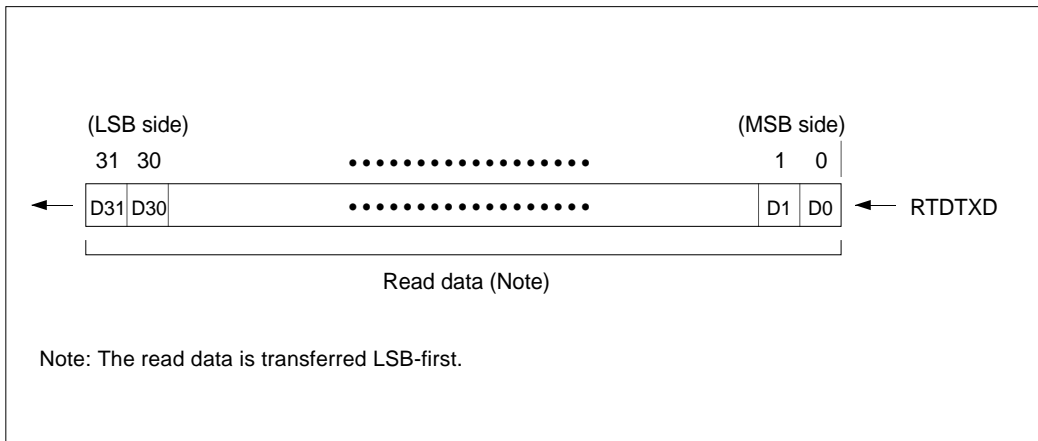 (LSB side) (MSB side)
31 30 •••••••••••••••••• 1 0
D31 D30 •••••••••••••••••• D1 D0 RTDTXD
Read data (Note)
Note: The read data is transferred LSB-first.